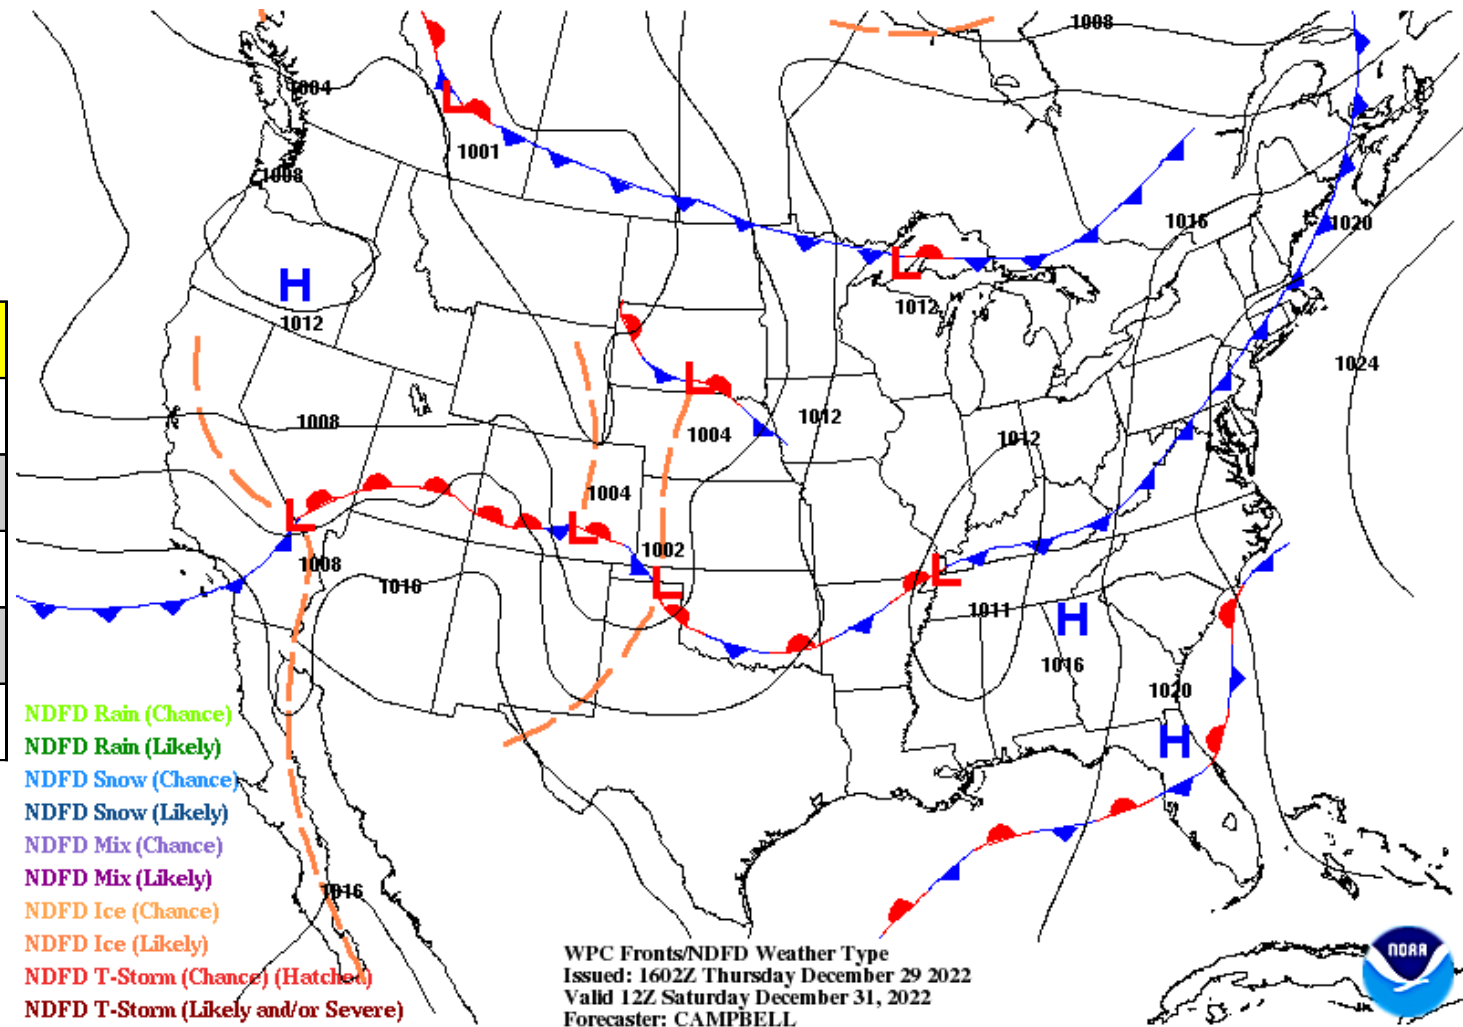 1008
1004
1001
1008
1016
1020
H
L
L
1012
1012
1024
L
1008
1004
1012
1012
1004
L
L
1002
L
L
1008
1016
1011
H
1016
1020
H
1016
NDFD Rain (Chance)
NDFD Rain (Likely)
NDFD Snow (Chance)
NDFD Snow (Likely)
NDFD Mix (Chance)
NDFD Mix (Likely)
NDFD Ice (Chance)
NDFD Ice (Likely)
NDFD T-Storm (Chance) (Hatched)
NDFD T-Storm (Likely and/or Severe)
WPC Fronts/NDFD Weather Type
Issued: 1602Z Thursday December 29 2022
Valid 12Z Saturday December 31, 2022
Forecaster: CAMPBELL
NOAA